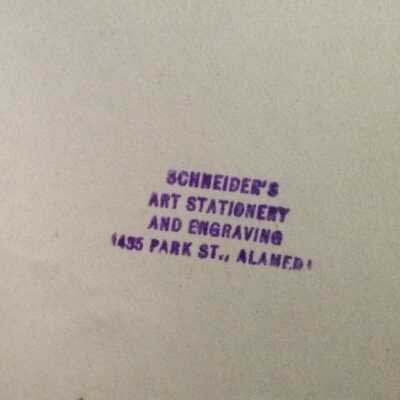 SCHNEIDER'S
ART STATIONERY
AND ENGRAVING
1435 PARK ST., ALAMEDA